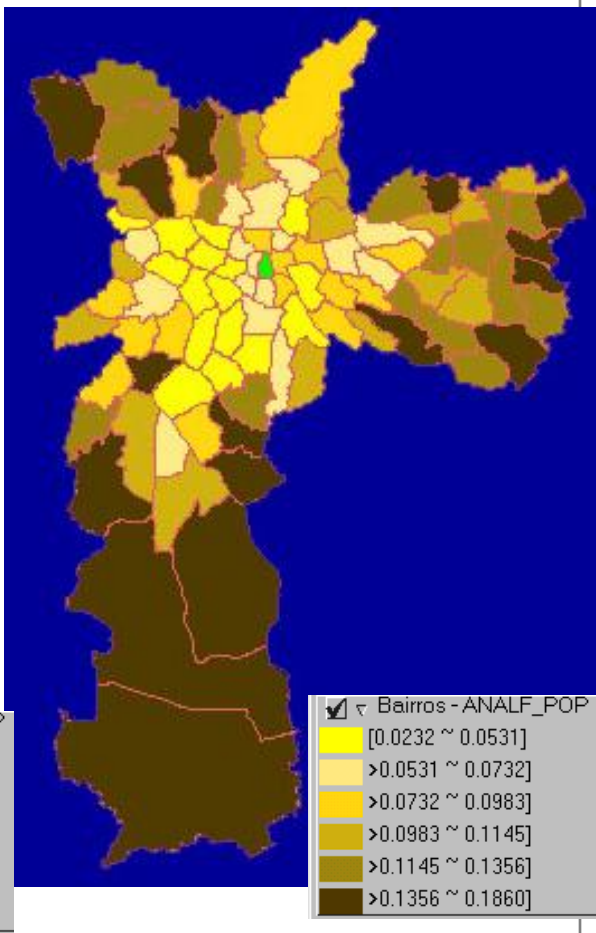 Bairros - ANALF_POP
[0.0232 ~ 0.0531]
>0.0531 ~ 0.0732]
>0.0732 ~ 0.0983]
>0.0983 ~ 0.1145]
>0.1145 ~ 0.1356]
>0.1356 ~ 0.1860]